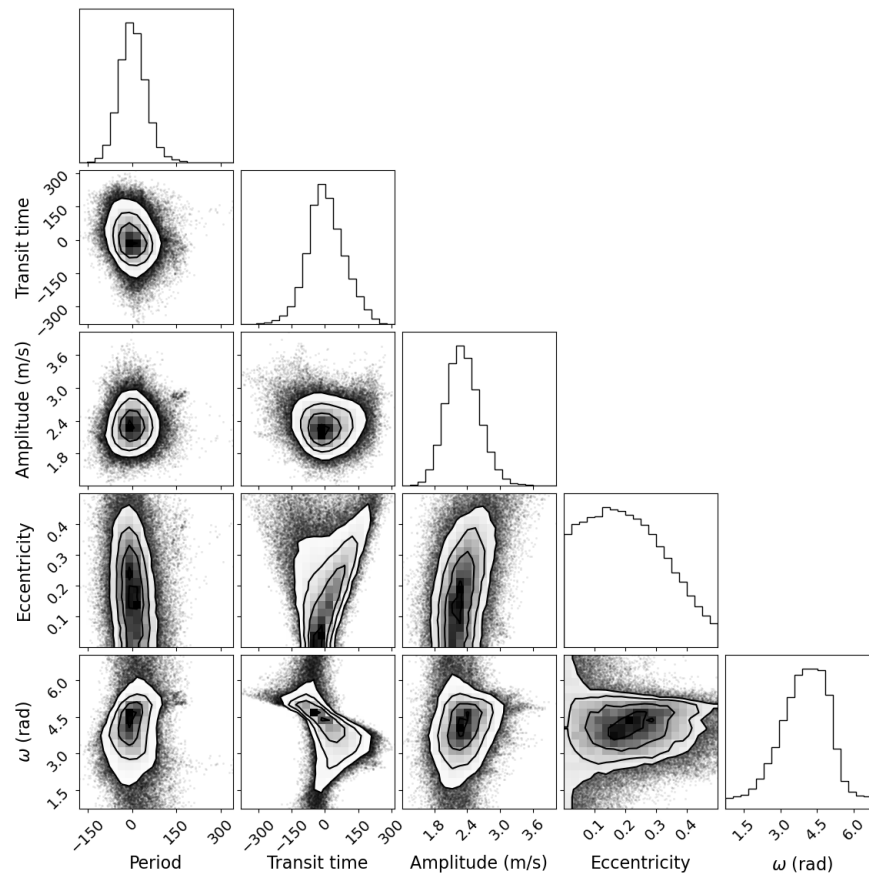 300
150
0
−150
−300
Transit time
3.6
3.0
2.4
1.8
Amplitude (m/s)
0.4
0.3
0.2
0.1
Eccentricity
6.0
4.5
3.0
1.5
ω (rad)
−150 0 150 300 −300 −150 0 150 300 1.8 2.4 3.0 3.6 0.1 0.2 0.3 0.4 1.5 3.0 4.5 6.0
Period Transit time Amplitude (m/s) Eccentricity ω (rad)